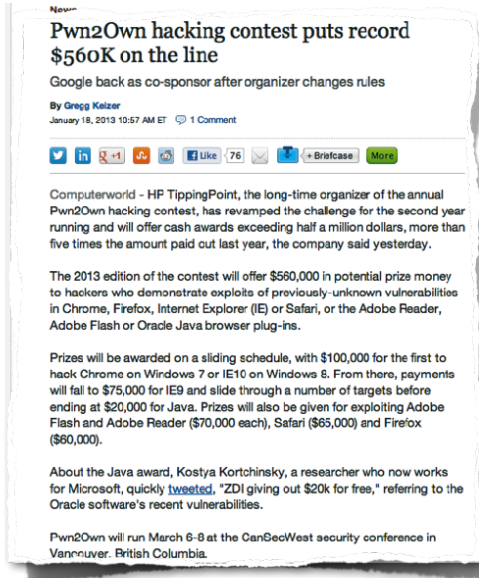 News
Pwn2Own hacking contest puts record
$560K on the line
Google back as co-sponsor after organizer changes rules
By Gregg Keizer
January 18, 2013 10:57 AM ET 1 Comment
in g +1 Like 76 + Briefcase More
Computerworld - HP TippingPoint, the long-time organizer of the annual
Pwn2Own hacking contest, has revamped the challenge for the second year
running and will offer cash awards exceeding half a million dollars, more than
five times the amount paid out last year, the company said yesterday.
The 2013 edition of the contest will offer $560,000 in potential prize money
to hackers who demonstrate exploits of previously-unknown vulnerabilities
in Chrome, Firefox, Internet Explorer (IE) or Safari, or the Adobe Reader,
Adobe Flash or Oracle Java browser plug-ins.
Prizes will be awarded on a sliding schedule, with $100,000 for the first to
hack Chrome on Windows 7 or IE10 on Windows 8. From there, payments
will fall to $75,000 for IE9 and slide through a number of targets before
ending at $20,000 for Java. Prizes will also be given for exploiting Adobe
Flash and Adobe Reader ($70,000 each), Safari ($65,000) and Firefox
($60,000).
About the Java award, Kostya Kortchinsky, a researcher who now works
for Microsoft, quickly tweeted, "ZDI giving out $20k for free," referring to the
Oracle software's recent vulnerabilities.
Pwn2Own will run March 6-8 at the CanSecWest security conference in
Vancouver, British Columbia.